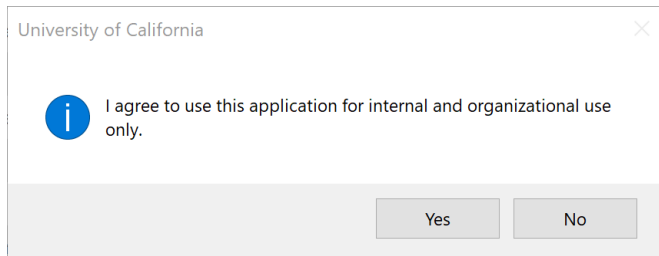 University of California
I agree to use this application for internal and organizational use
only.
Yes
No